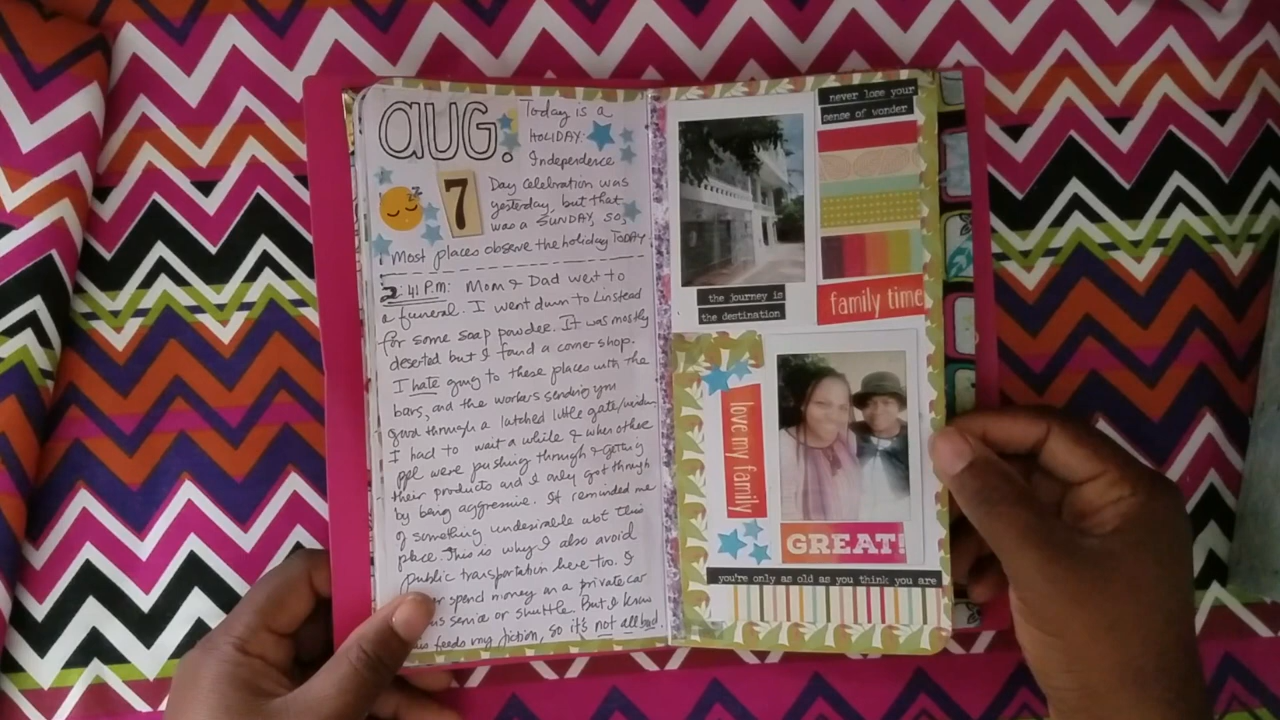 AUG.
7
Today is a
HOLIDAY:
Independence
Day celebration was
yesterday, but that
was a SUNDAY, so,
Most places observe the holiday TODAY
2:41 P.M: Mom & Dad went to
a funeral. I went down to Linstead
for some soap powder. It was mostly
deserted but I found a corner shop.
I hate going to these places with the
bars, and the workers sending you
good through a latched little gate/window
I had to wait a while & when other
ppl were pushing through & getting
their products and I only got through
by being aggressive. It reminded me
of something undesirable abt this
place. This is why I also avoid
public transportation here too. I
spend money on a private car
service or shuttle. But I know
feeds my fiction, so it's not all bad.
never lose your
sense of wonder
the journey is
the destination
family time
love my family
GREAT!
you're only as old as you think you are